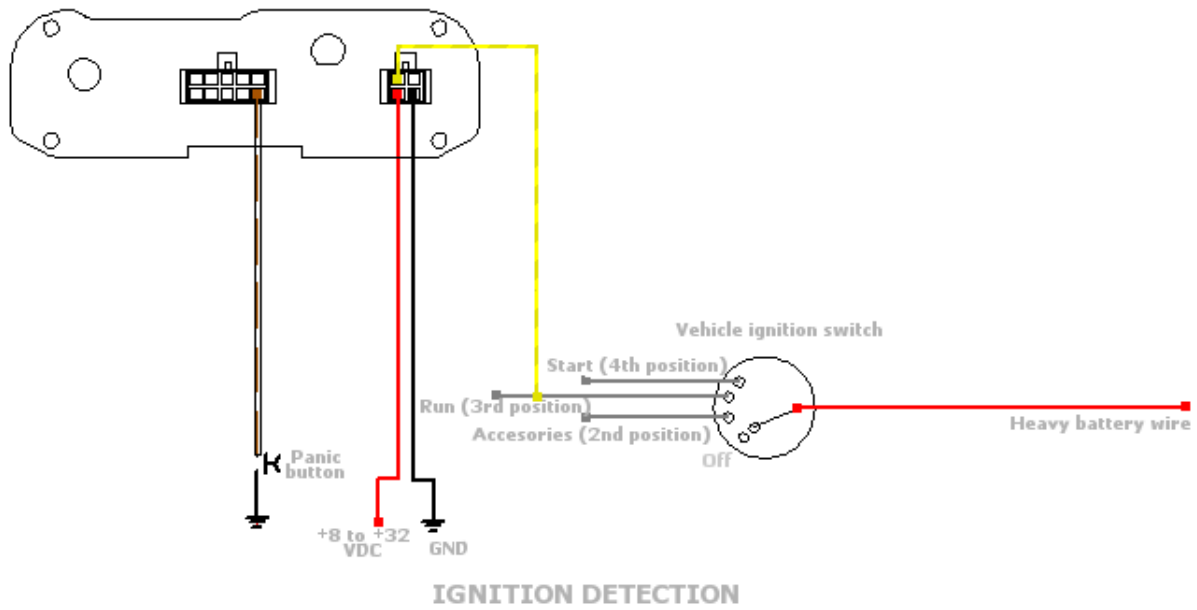 Vehicle ignition switch
Start (4th position)
Run (3rd position)
Accesories (2nd position)
Heavy battery wire
Off
Panic
button
+8 to +32
VDC
GND
IGNITION DETECTION